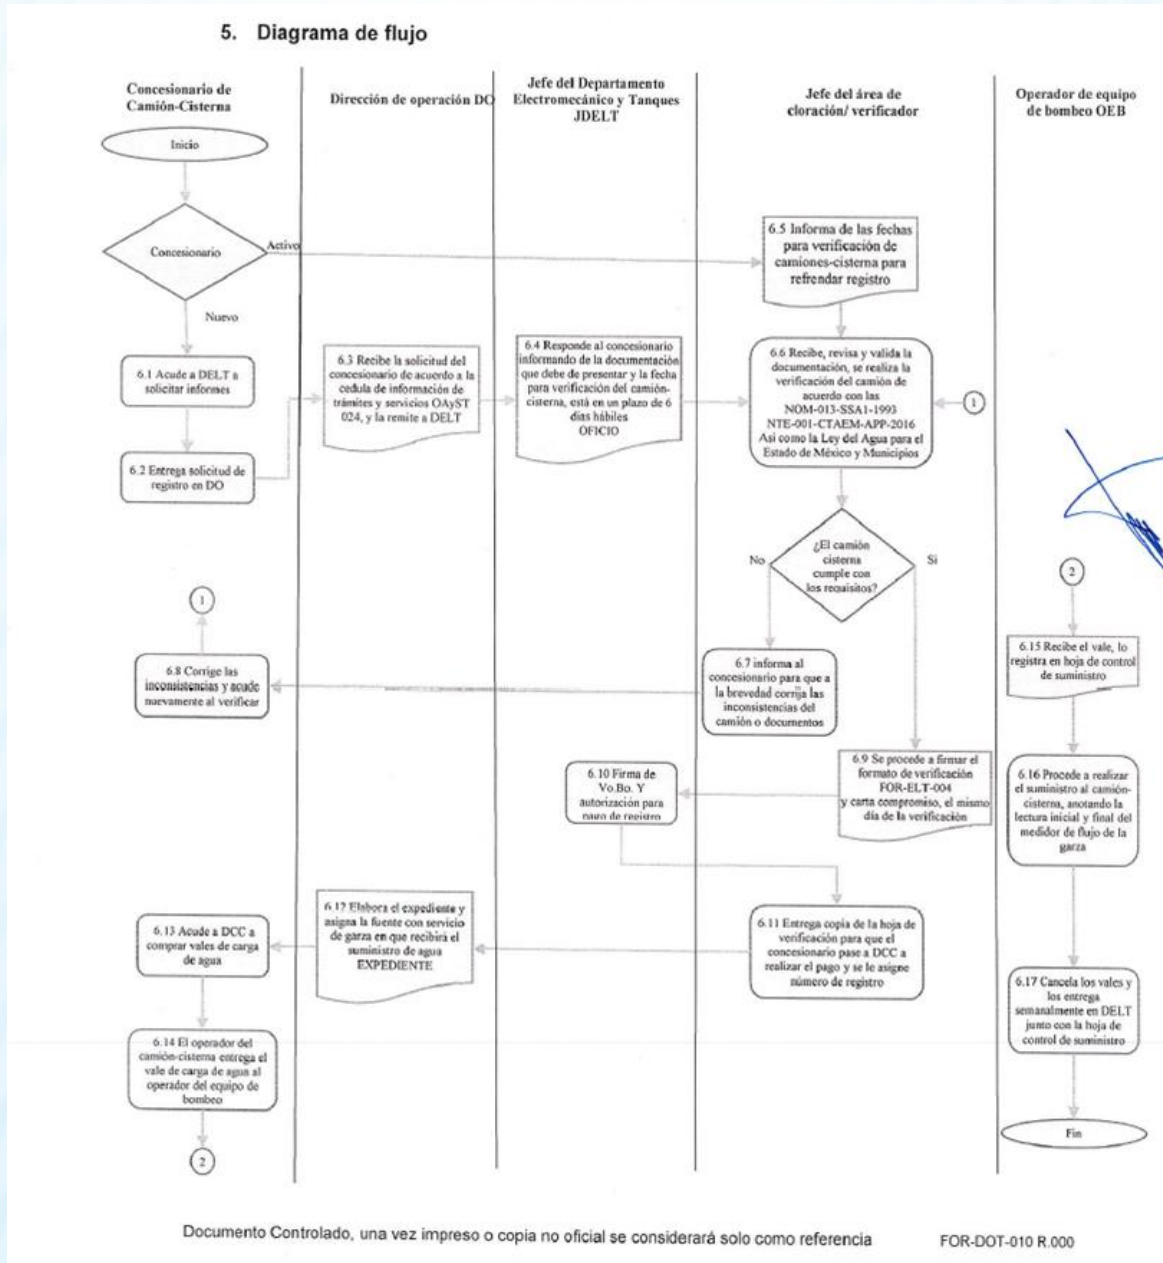 5. Diagrama de flujo
Concesionario de
Camión-Cisterna
Dirección de operación DO
Jefe del Departamento
Electromecánico y Tanques
JDELT
Jefe del área de
cloración/ verificador
Operador de equipo
de bombeo OEB
Inicio
Concesionario
Activo
Nuevo
6.1 Acude a DELT a
solicitar informes
6.2 Entrega solicitud de
registro en DO
6.3 Recibe la solicitud del
concesionario de acuerdo a la
cedula de información de
trámites y servicios OAyST
024, y la remite a DELT
6.4 Responde al concesionario
informando de la documentación
que debe de presentar y la fecha
para verificación del camión-
cisterna, está en un plazo de 6
días hábiles
OFICIO
6.5 Informa de las fechas
para verificación de
camiones-cisterna para
refrendar registro
6.6 Recibe, revisa y valida la
documentación, se realiza la
verificación del camión de
acuerdo con las
NOM-013-SSA1-1993
NTE-001-CTAEM-APP-2016
Así como la Ley del Agua para el
Estado de México y Municipios
1
¿El camión
cisterna
cumple con
los requisitos?
No
Si
6.7 informa al
concesionario para que a
la brevedad corrija las
inconsistencias del
camión o documentos
1
6.8 Corrige las
inconsistencias y acude
nuevamente al verificar
6.9 Se procede a firmar el
formato de verificación
FOR-ELT-004
y carta compromiso, el mismo
día de la verificación
6.10 Firma de
Vo.Bo. Y
autorización para
pago de registro
6.11 Entrega copia de la hoja de
verificación para que el
concesionario pase a DCC a
realizar el pago y se le asigne
número de registro
6.12 Elabora el expediente y
asigna la fuente con servicio
de garza en que recibirá el
suministro de agua
EXPEDIENTE
6.13 Acude a DCC a
comprar vales de carga
de agua
6.14 El operador del
camión-cisterna entrega el
vale de carga de agua al
operador del equipo de
bombeo
2
2
6.15 Recibe el vale, lo
registra en hoja de control
de suministro
6.16 Procede a realizar
el suministro al camión-
cisterna, anotando la
lectura inicial y final del
medidor de flujo de la
garza
6.17 Cancela los vales y
los entrega
semanalmente en DELT
junto con la hoja de
control de suministro
Fin
Documento Controlado, una vez impreso o copia no oficial se considerará solo como referencia
FOR-DOT-010 R.000